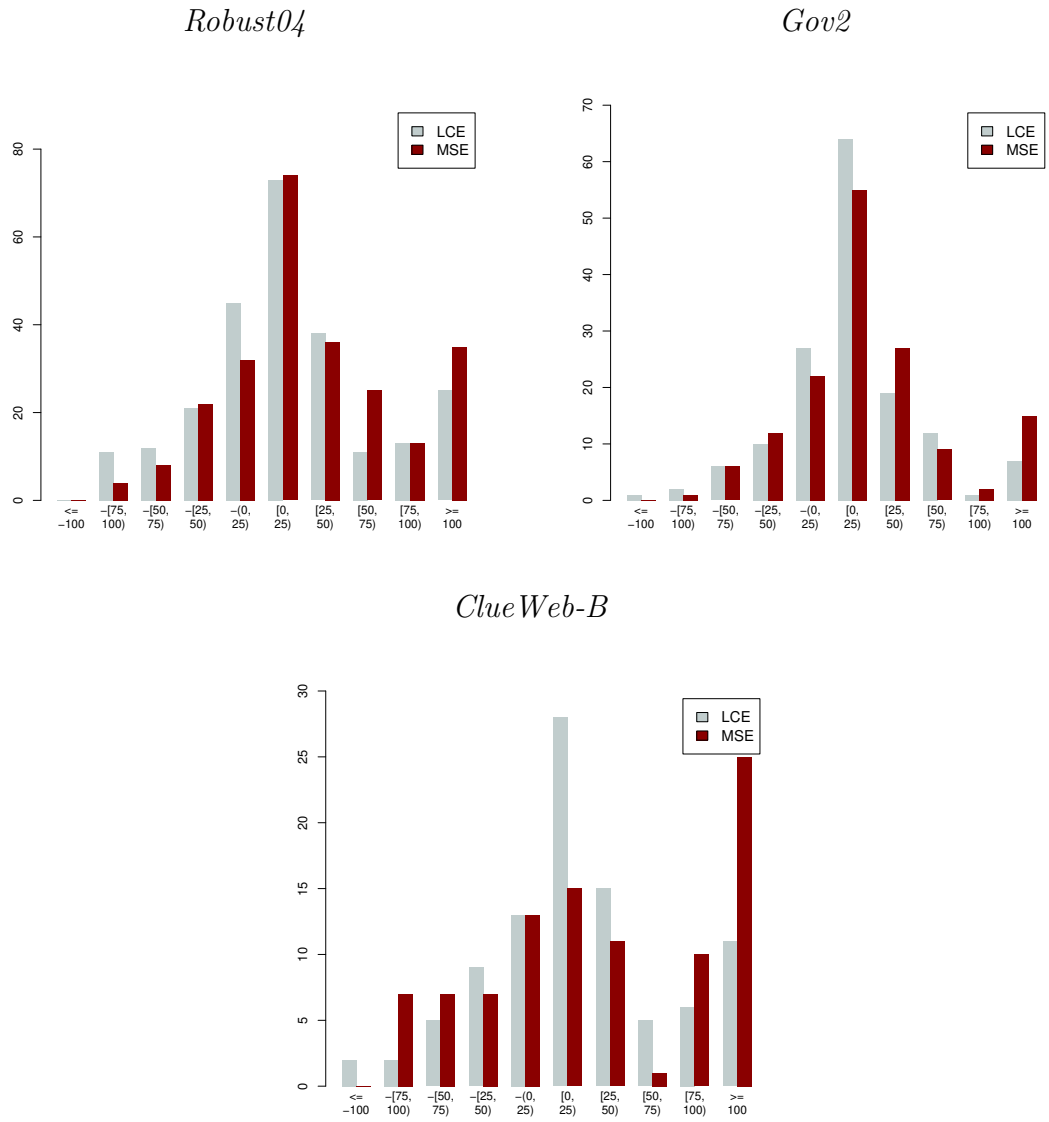 Robust04
LCE
MSE
80
60
40
20
0
<= −[75, −[50, −[25, −(0, [0, [25, [50, [75, >=
−100 100) 75) 50) 25) 25) 50) 75) 100) 100
Gov2
LCE
MSE
70
60
50
40
30
20
10
0
<= −[75, −[50, −[25, −(0, [0, [25, [50, [75, >=
−100 100) 75) 50) 25) 25) 50) 75) 100) 100
ClueWeb-B
LCE
MSE
30
25
20
15
10
5
0
<= −[75, −[50, −[25, −(0, [0, [25, [50, [75, >=
−100 100) 75) 50) 25) 25) 50) 75) 100) 100